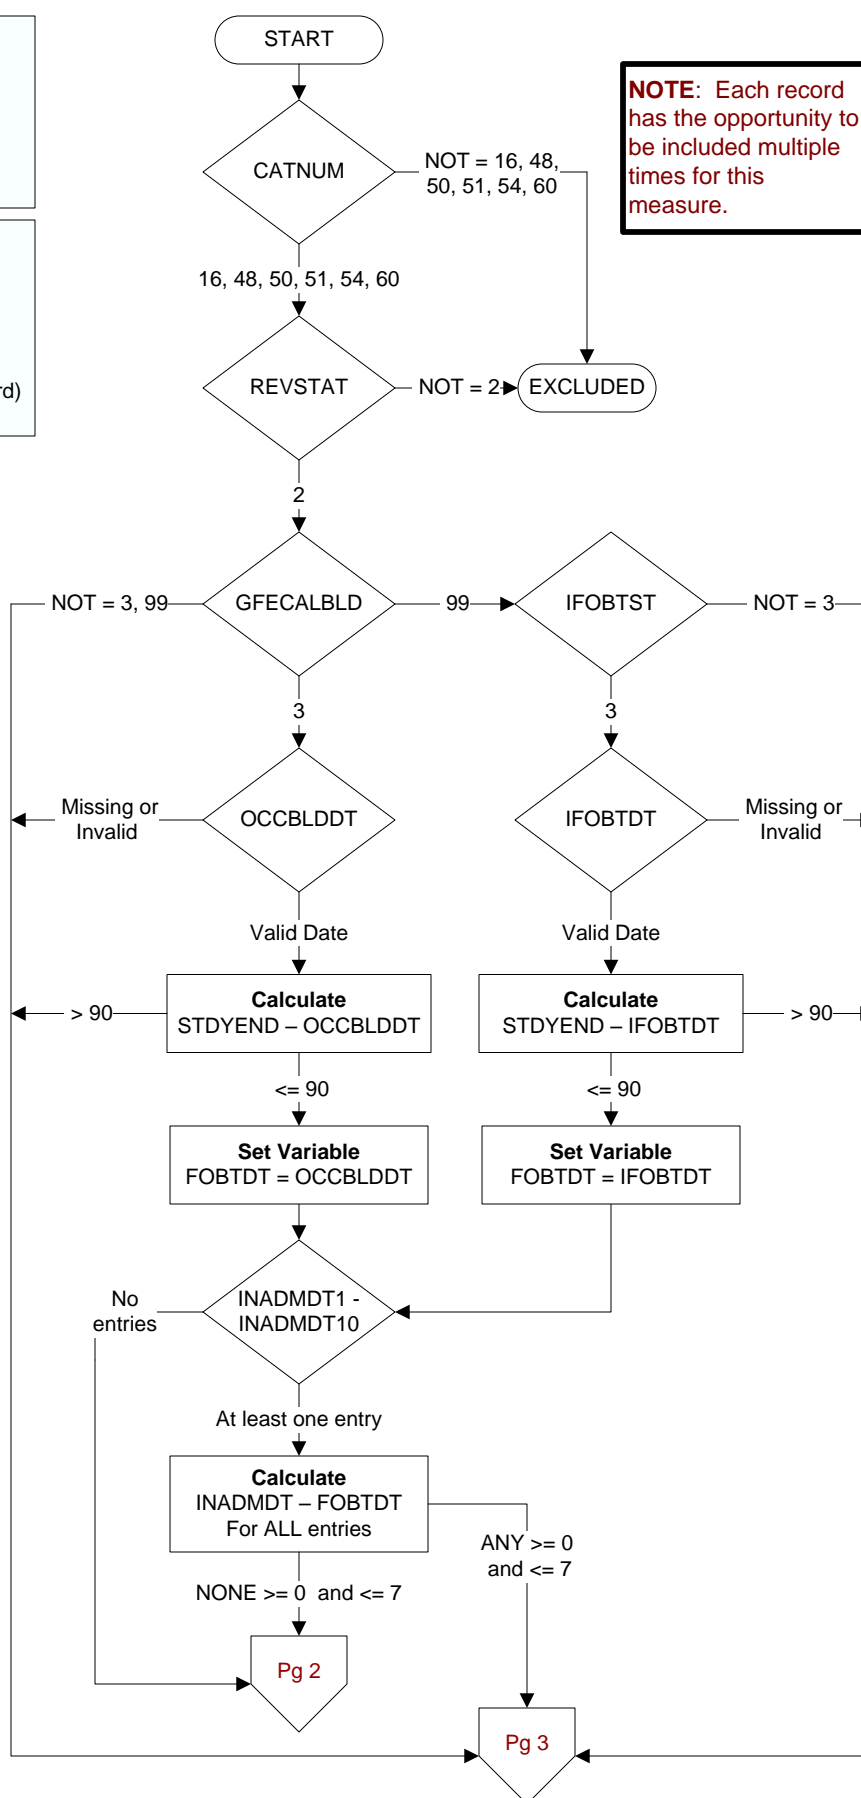 START
NOTE: Each record
has the opportunity to
be included multiple
times for this
measure.
CATNUM
NOT = 16, 48,
50, 51, 54, 60
16, 48, 50, 51, 54, 60
REVSTAT
NOT = 2
EXCLUDED
rd)
2
NOT = 3, 99
GFECALBLD
99
IFOBTST
NOT = 3
3
3
Missing or
Invalid
OCCBLDDT
IFOBTDT
Missing or
Invalid
Valid Date
Valid Date
> 90
Calculate
STDYEND – OCCBLDDT
Calculate
STDYEND – IFOBTDT
> 90
<= 90
<= 90
Set Variable
FOBTDT = OCCBLDDT
Set Variable
FOBTDT = IFOBTDT
No
entries
INADMDT1 -
INADMDT10
At least one entry
Calculate
INADMDT – FOBTDT
For ALL entries
ANY >= 0
and <= 7
NONE >= 0 and <= 7
Pg 2
Pg 3